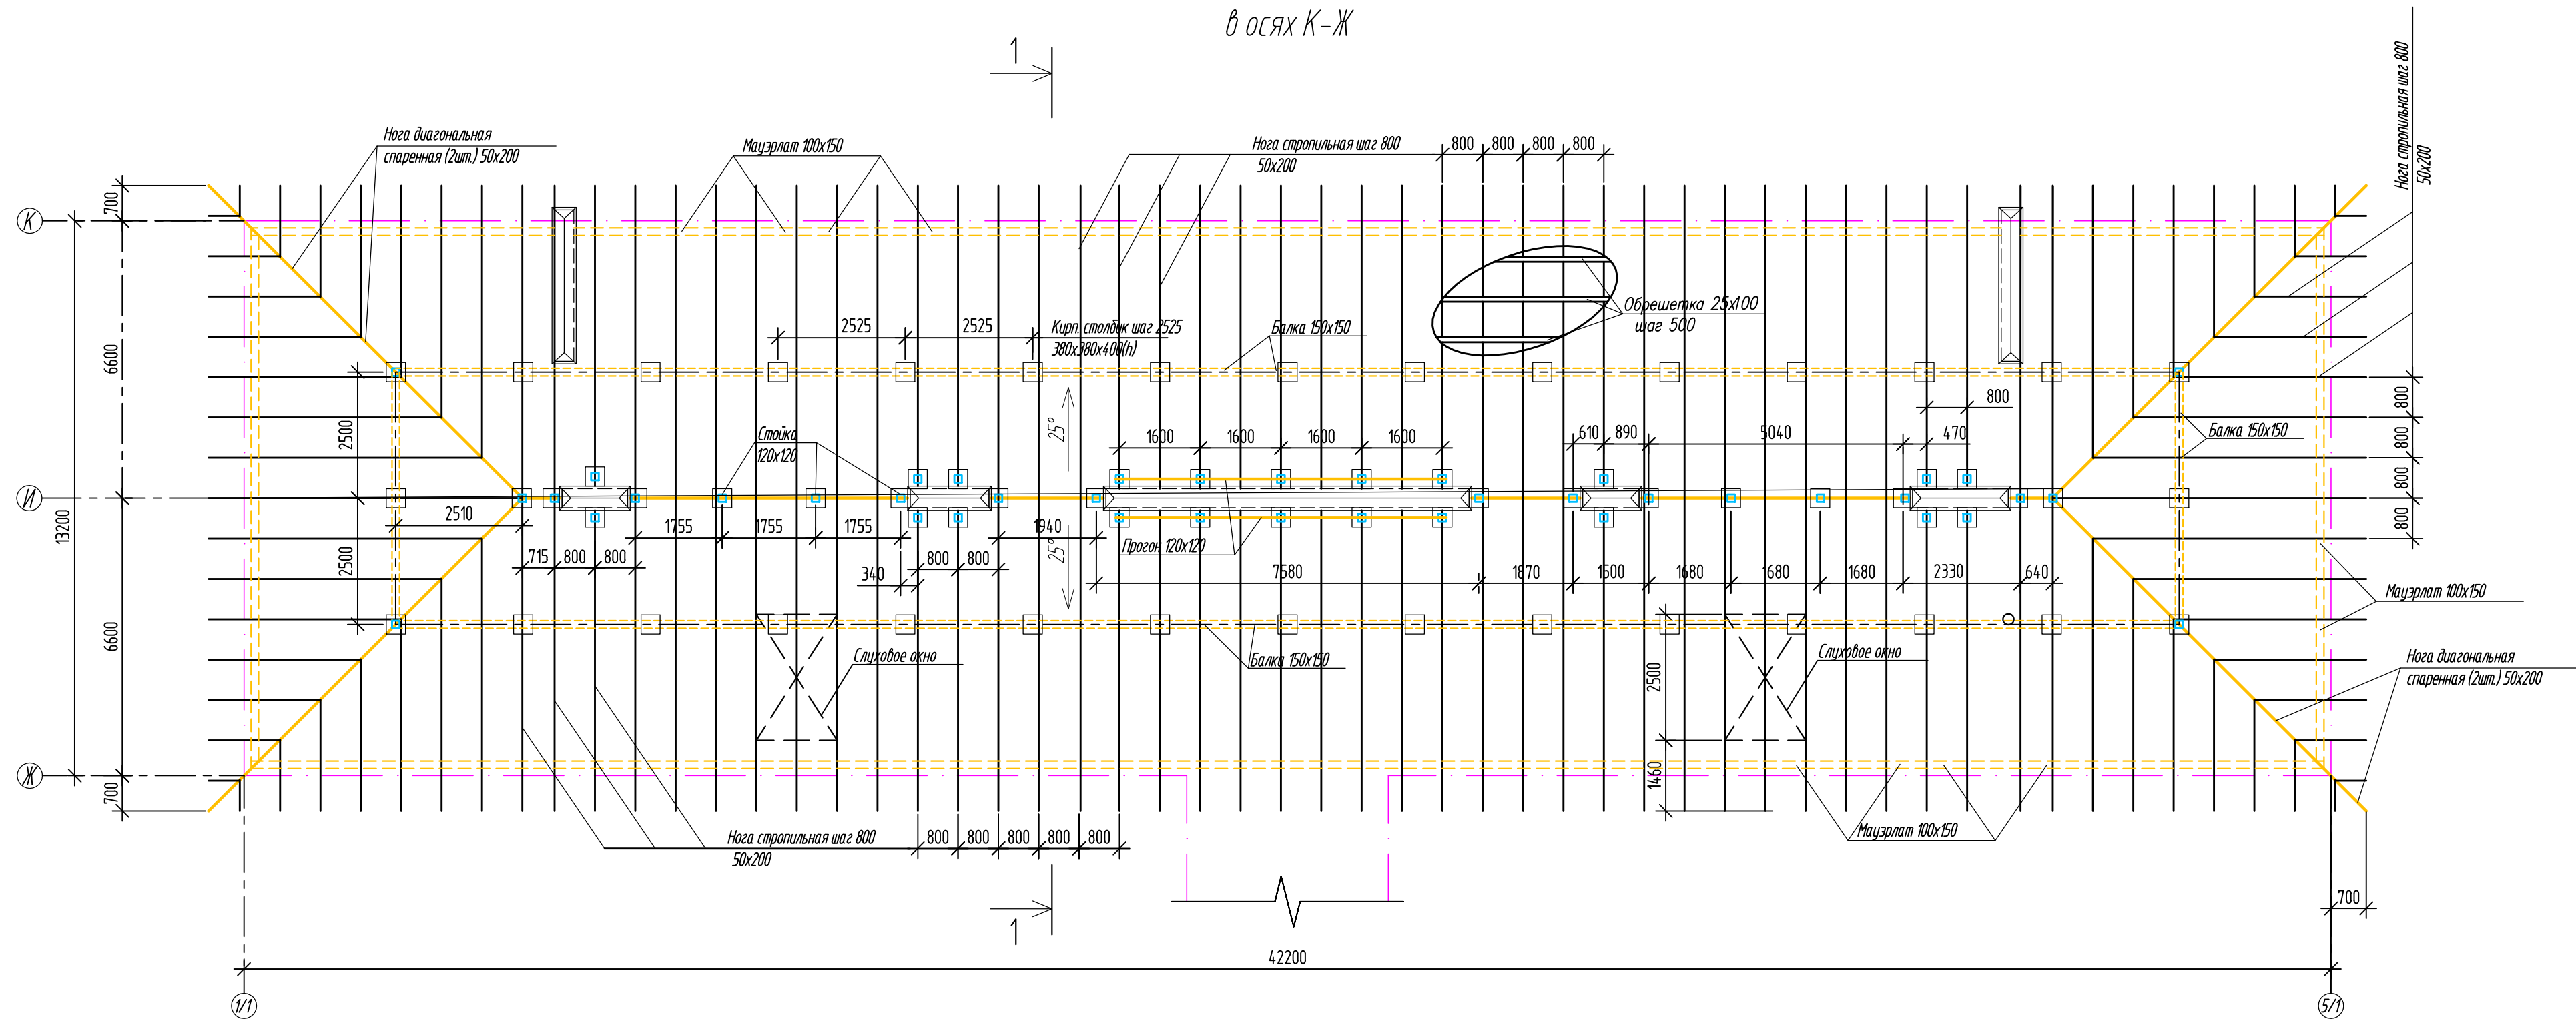 в осях К-Ж
1
Нога стропильная шаг 800
50х200
Нога диагональная
спаренная (2шт.) 50х200
Мауэрлат 100х150
Нога стропильная шаг 800
50х200
800 800 800 800
700
К
6600
13200
И
6600
Ж
700
2525 2525
Кирп. столбик шаг 2525
380х380х400(h)
Балка 150х150
Обрешетка 25х100
шаг 500
800
800
800
800
800
2500
2500
2510
Стойка
120х120
25°
25°
1600 1600 1600 1600
610 890 5040 470
Балка 150х150
715 800 800
1755 1755 1755
340
800 800
1940
Прогон 120х120
7580 1870 1500 1680 1680 1680 2330 640
Мауэрлат 100х150
Слуховое окно
Балка 150х150
2500
Слуховое окно
Нога диагональная
спаренная (2шт.) 50х200
1460
Нога стропильная шаг 800
50х200
800 800 800 800 800
Мауэрлат 100х150
1
700
42200
1/1
5/1